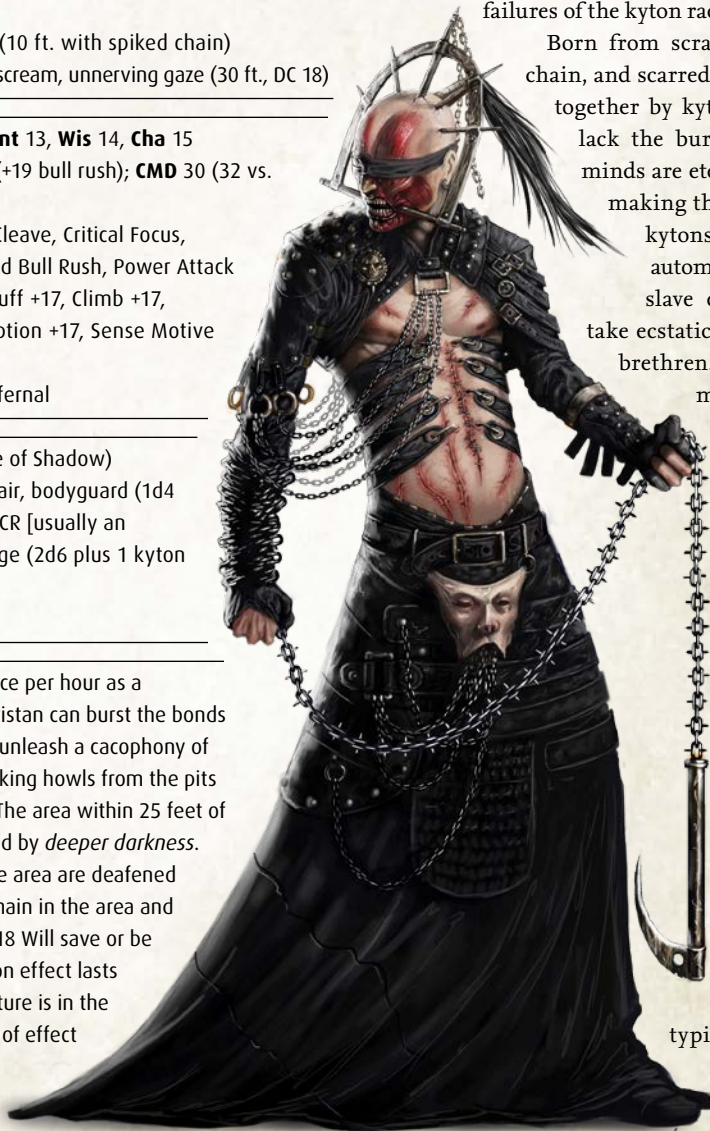 (10 ft. with spiked chain)
scream, unnerving gaze (30 ft., DC 18)
nt 13, Wis 14, Cha 15
(+19 bull rush); CMD 30 (32 vs.
Cleave, Critical Focus,
d Bull Rush, Power Attack
uff +17, Climb +17,
ption +17, Sense Motive
fernal
e of Shadow)
air, bodyguard (1d4
CR [usually an
ge (2d6 plus 1 kyton
ce per hour as a
istan can burst the bonds
unleash a cacophony of
king howls from the pits
The area within 25 feet of
d by deeper darkness.
e area are deafened
main in the area and
18 Will save or be
on effect lasts
ture is in the
of effect
failures of the kyton rac
Born from scra
chain, and scarred
together by kyt
lack the bur
minds are etc
making th
kytons
autom
slave c
take ecstatic
brethren.
m
typi